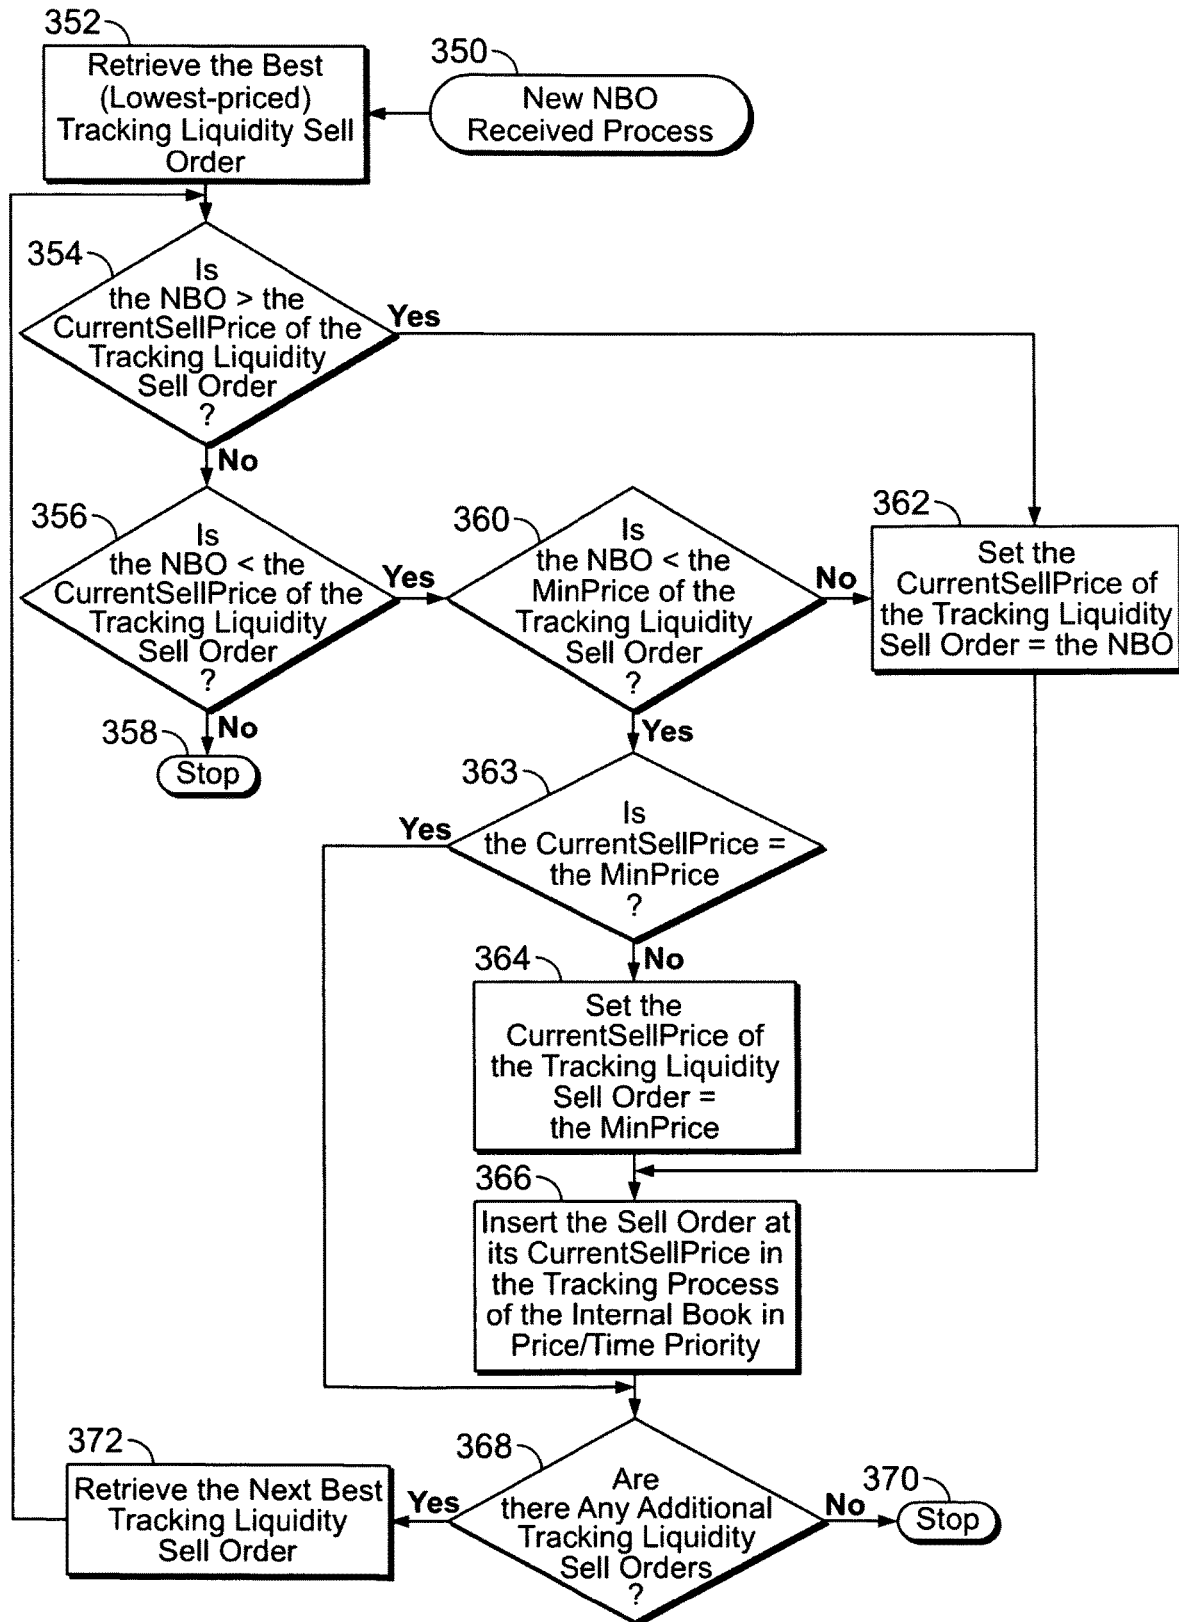 352
Retrieve the Best
(Lowest-priced)
Tracking Liquidity Sell
Order
350
New NBO
Received Process
354
Is
the NBO > the
CurrentSellPrice of the
Tracking Liquidity
Sell Order
?
Yes
No
356
Is
the NBO < the
CurrentSellPrice of the
Tracking Liquidity
Sell Order
?
Yes
No
358
Stop
360
Is
the NBO < the
MinPrice of the
Tracking Liquidity
Sell Order
?
No
Yes
362
Set the
CurrentSellPrice of
the Tracking Liquidity
Sell Order = the NBO
363
Is
the CurrentSellPrice =
the MinPrice
?
Yes
No
364
Set the
CurrentSellPrice of
the Tracking Liquidity
Sell Order =
the MinPrice
366
Insert the Sell Order at
its CurrentSellPrice in
the Tracking Process
of the Internal Book in
Price/Time Priority
368
Are
there Any Additional
Tracking Liquidity
Sell Orders
?
Yes
No
370
Stop
372
Retrieve the Next Best
Tracking Liquidity
Sell Order